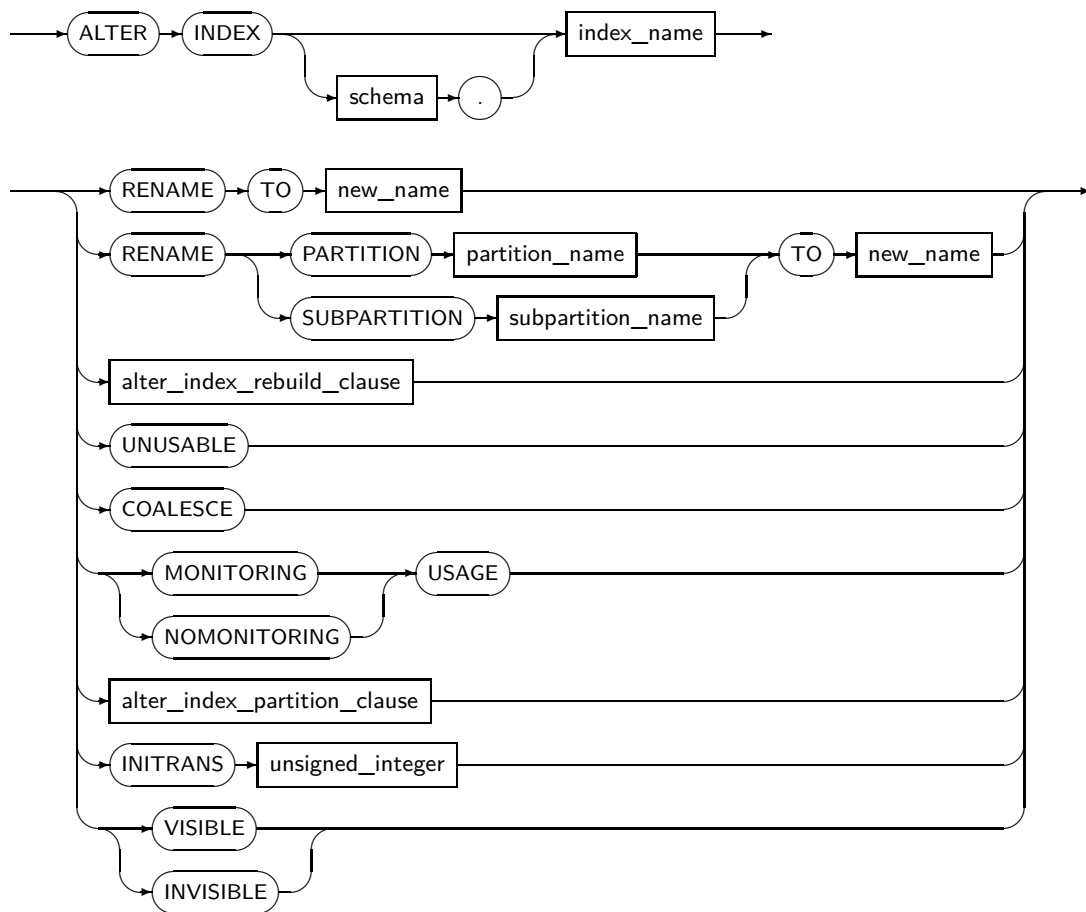 ALTER INDEX index_name
schema .
RENAME TO new_name
RENAME PARTITION partition_name TO new_name
SUBPARTITION subpartition_name
alter_index_rebuild_clause
UNUSABLE
COALESCE
MONITORING USAGE
NOMONITORING
alter_index_partition_clause
INITRANS unsigned_integer
VISIBLE
INVISIBLE